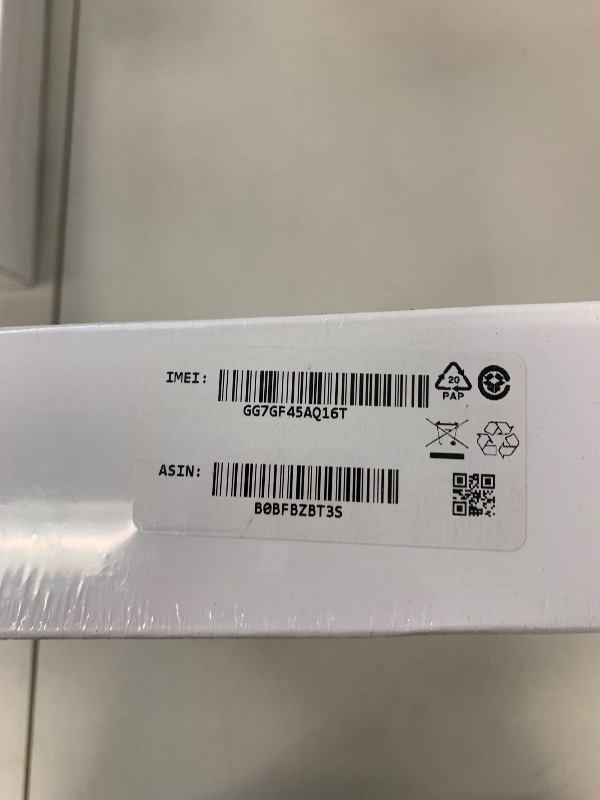 IMEI:
GG7GF45AQ16T
20
PAP
ASIN:
B0BFBZBT3S